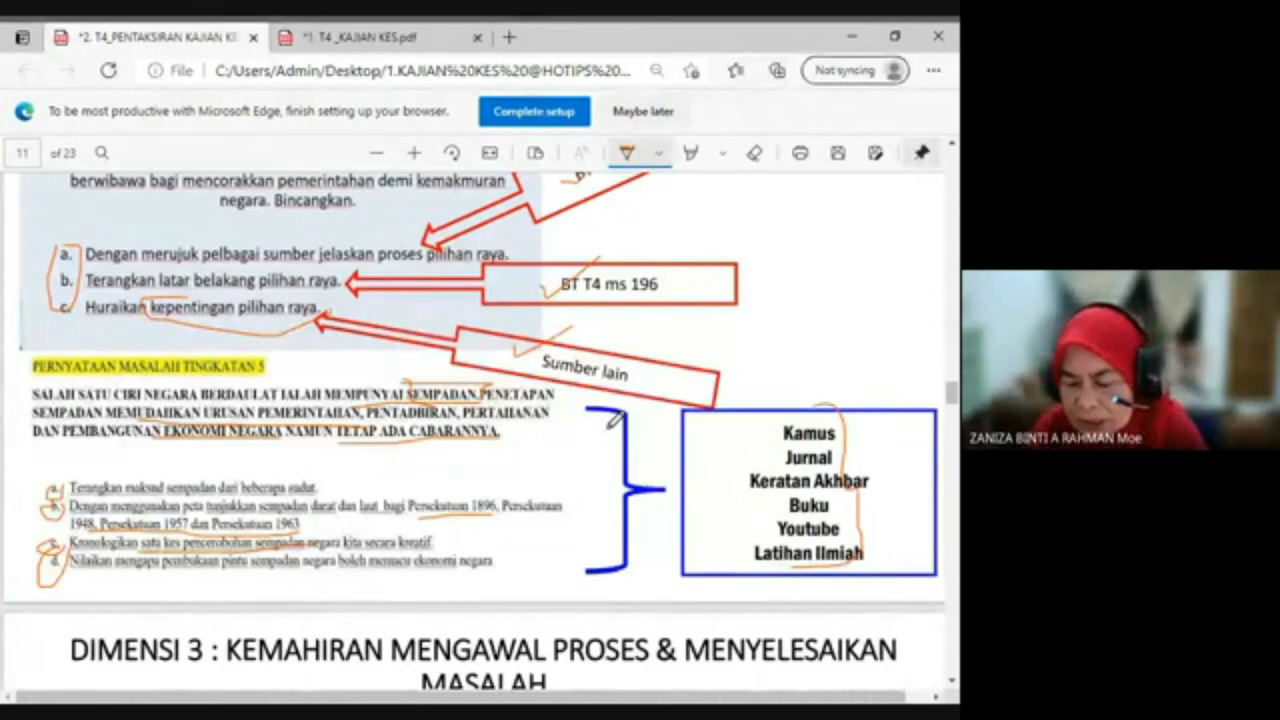 *2. T4_PENTAKSIRAN KAJIAN KE
*1. T4 _KAJIAN KES.pdf
File
C:/Users/Admin/Desktop/1.KAJIAN%20KES%20@HOTIPS%20...
Not syncing
To be most productive with Microsoft Edge, finish setting up your browser.
Complete setup
Maybe later
11 of 23
berwibawa bagi mencorakkan pemerintahan demi kemakmuran
negara. Bincangkan.
a. Dengan merujuk pelbagai sumber jelaskan proses pilihan raya.
b. Terangkan latar belakang pilihan raya.
BT T4 ms 196
c. Huraikan kepentingan pilihan raya.
Sumber lain
PERNYATAAN MASALAH TINGKATAN 5
SALAH SATU CIRI NEGARA BERDAULAT IALAH MEMPUNYAI SEMPADAN.PENETAPAN
SEMPADAN MEMUDAHKAN URUSAN PEMERINTAHAN, PENTADBIRAN, PERTAHANAN
DAN PEMBANGUNAN EKONOMI NEGARA NAMUN TETAP ADA CABARANNYA.
a. Terangkan maksud sempadan dari beberapa sudut.
b. Dengan menggunakan peta tunjukkan sempadan darat dan laut bagi Persekutuan 1896, Persekutuan
1948, Persekutuan 1957 dan Persekutuan 1963
c. Kronologikan satu kes pencerobohan sempadan negara kita secara kreatif.
d. Nilaikan mengapa pembukaan pintu sempadan negara boleh memacu ekonomi negara
Kamus
Jurnal
Keratan Akhbar
Buku
Youtube
Latihan Ilmiah
DIMENSI 3 : KEMAHIRAN MENGAWAL PROSES & MENYELESAIKAN
MASALAH
ZANIZA BINTI A RAHMAN Moe